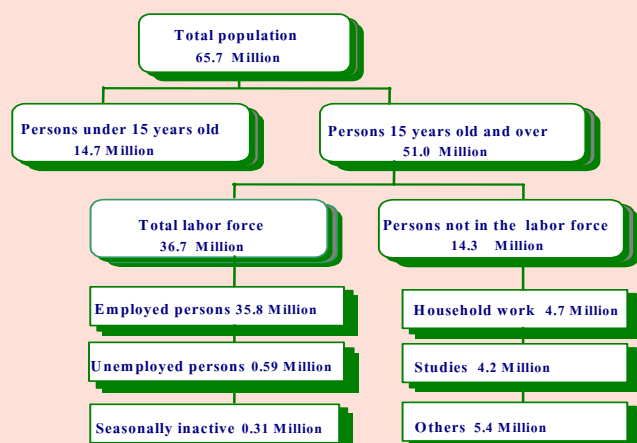 Total population
65.7 Million
Persons under 15 years old
14.7 Million
Persons 15 years old and over
51.0 Million
Total labor force
36.7 Million
Persons not in the labor force
14.3 Million
Employed persons 35.8 Million
Unemployed persons 0.59 Million
Seasonally inactive 0.31 Million
Household work 4.7 Million
Studies 4.2 Million
Others 5.4 Million